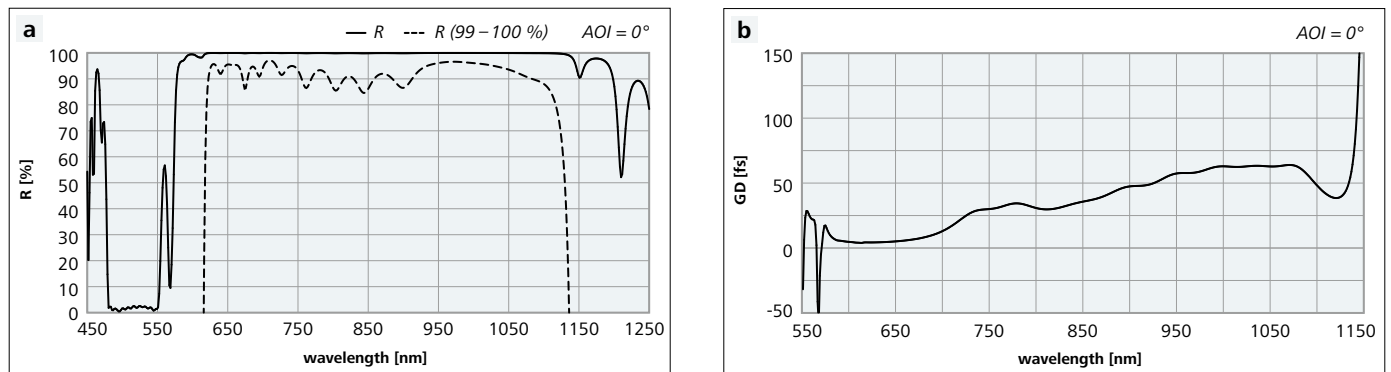 a
R R (99 – 100 %) AOI = 0°
100
90
80
70
60
50
40
30
20
10
0
R [%]
450 550 650 750 850 950 1050 1150 1250
wavelength [nm]
b
AOI = 0°
150
100
50
0
-50
GD [fs]
550 650 750 850 950 1050 1150
wavelength [nm]